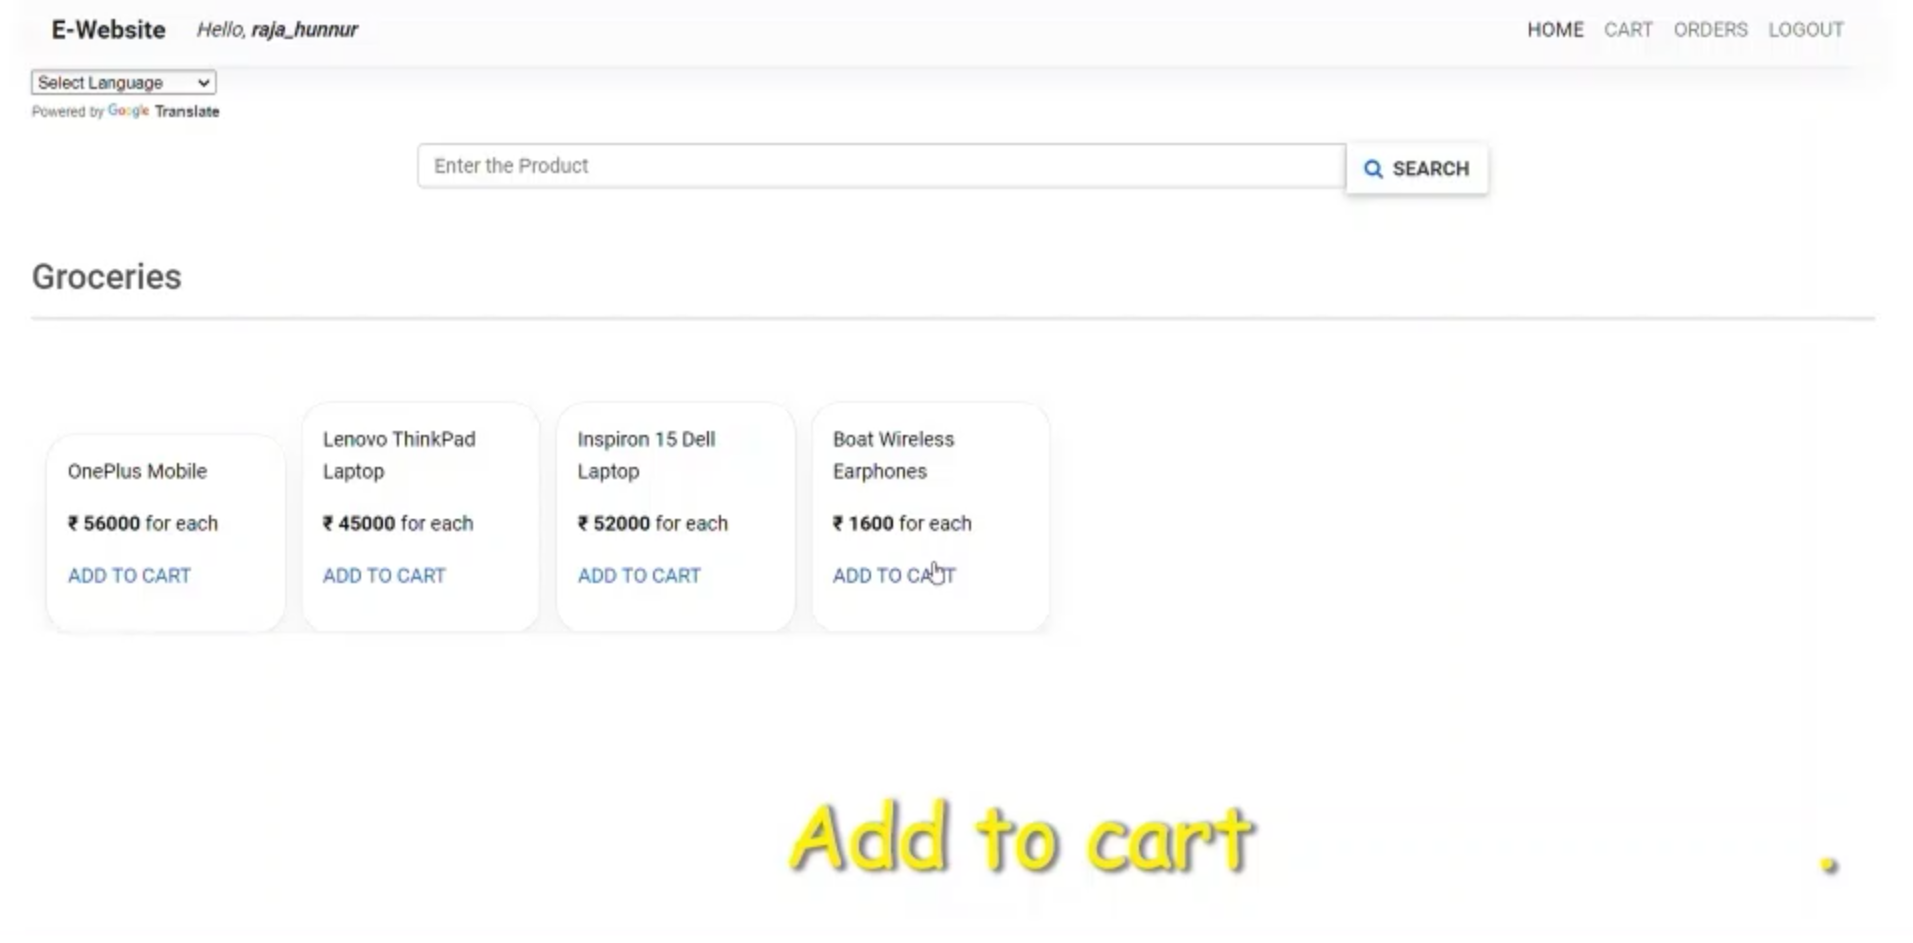 E-Website Hello, raja_hunnur HOME CART ORDERS LOGOUT
Select Language
Powered by Google Translate
Enter the Product SEARCH
Groceries
OnePlus Mobile
₹ 56000 for each
ADD TO CART
Lenovo ThinkPad
Laptop
₹ 45000 for each
ADD TO CART
Inspiron 15 Dell
Laptop
₹ 52000 for each
ADD TO CART
Boat Wireless
Earphones
₹ 1600 for each
ADD TO CART
Add to cart .